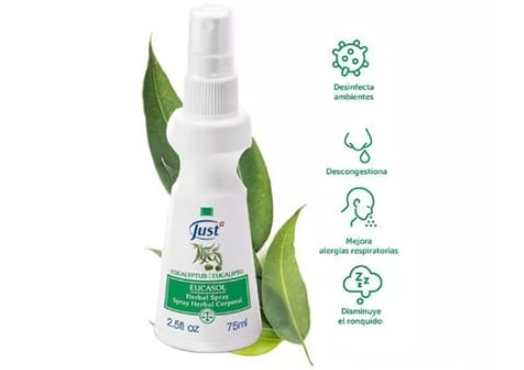 Just
EUCALYPTUS | EUCALIPTO
EUCASOL
Herbal Spray
Spray Herbal Corporal
2.5fl oz 75ml
Desinfecta
ambientes
Descongestiona
Mejora
alergías respiratorias
Disminuye
el ronquido